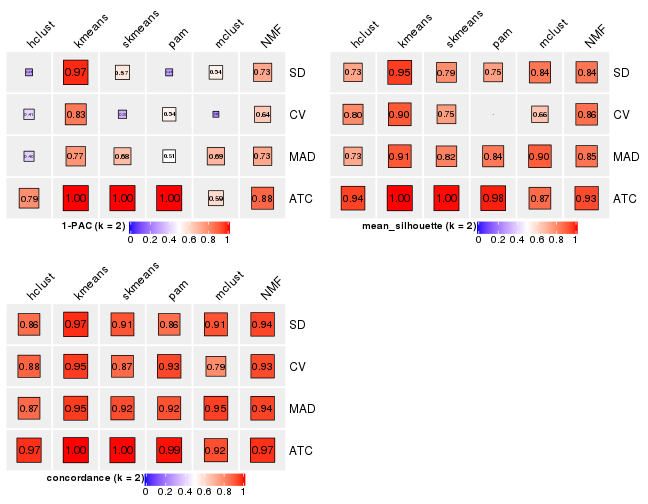 hclust kmeans skmeans pam mclust NMF
0.97 0.57 0.54 0.73 SD
0.41 0.83 0.54 0.64 CV
0.77 0.68 0.51 0.69 0.73 MAD
0.79 1.00 1.00 1.00 0.59 0.88 ATC
1-PAC (k = 2)
0 0.2 0.4 0.6 0.8 1
hclust kmeans skmeans pam mclust NMF
0.73 0.95 0.79 0.75 0.84 0.84 SD
0.80 0.90 0.75 0.66 0.86 CV
0.73 0.91 0.82 0.84 0.90 0.85 MAD
0.94 1.00 1.00 0.98 0.87 0.93 ATC
mean_silhouette (k = 2)
0 0.2 0.4 0.6 0.8 1
hclust kmeans skmeans pam mclust NMF
0.86 0.97 0.91 0.86 0.91 0.94 SD
0.88 0.95 0.87 0.93 0.79 0.93 CV
0.87 0.95 0.92 0.92 0.95 0.94 MAD
0.97 1.00 1.00 0.99 0.92 0.97 ATC
concordance (k = 2)
0 0.2 0.4 0.6 0.8 1